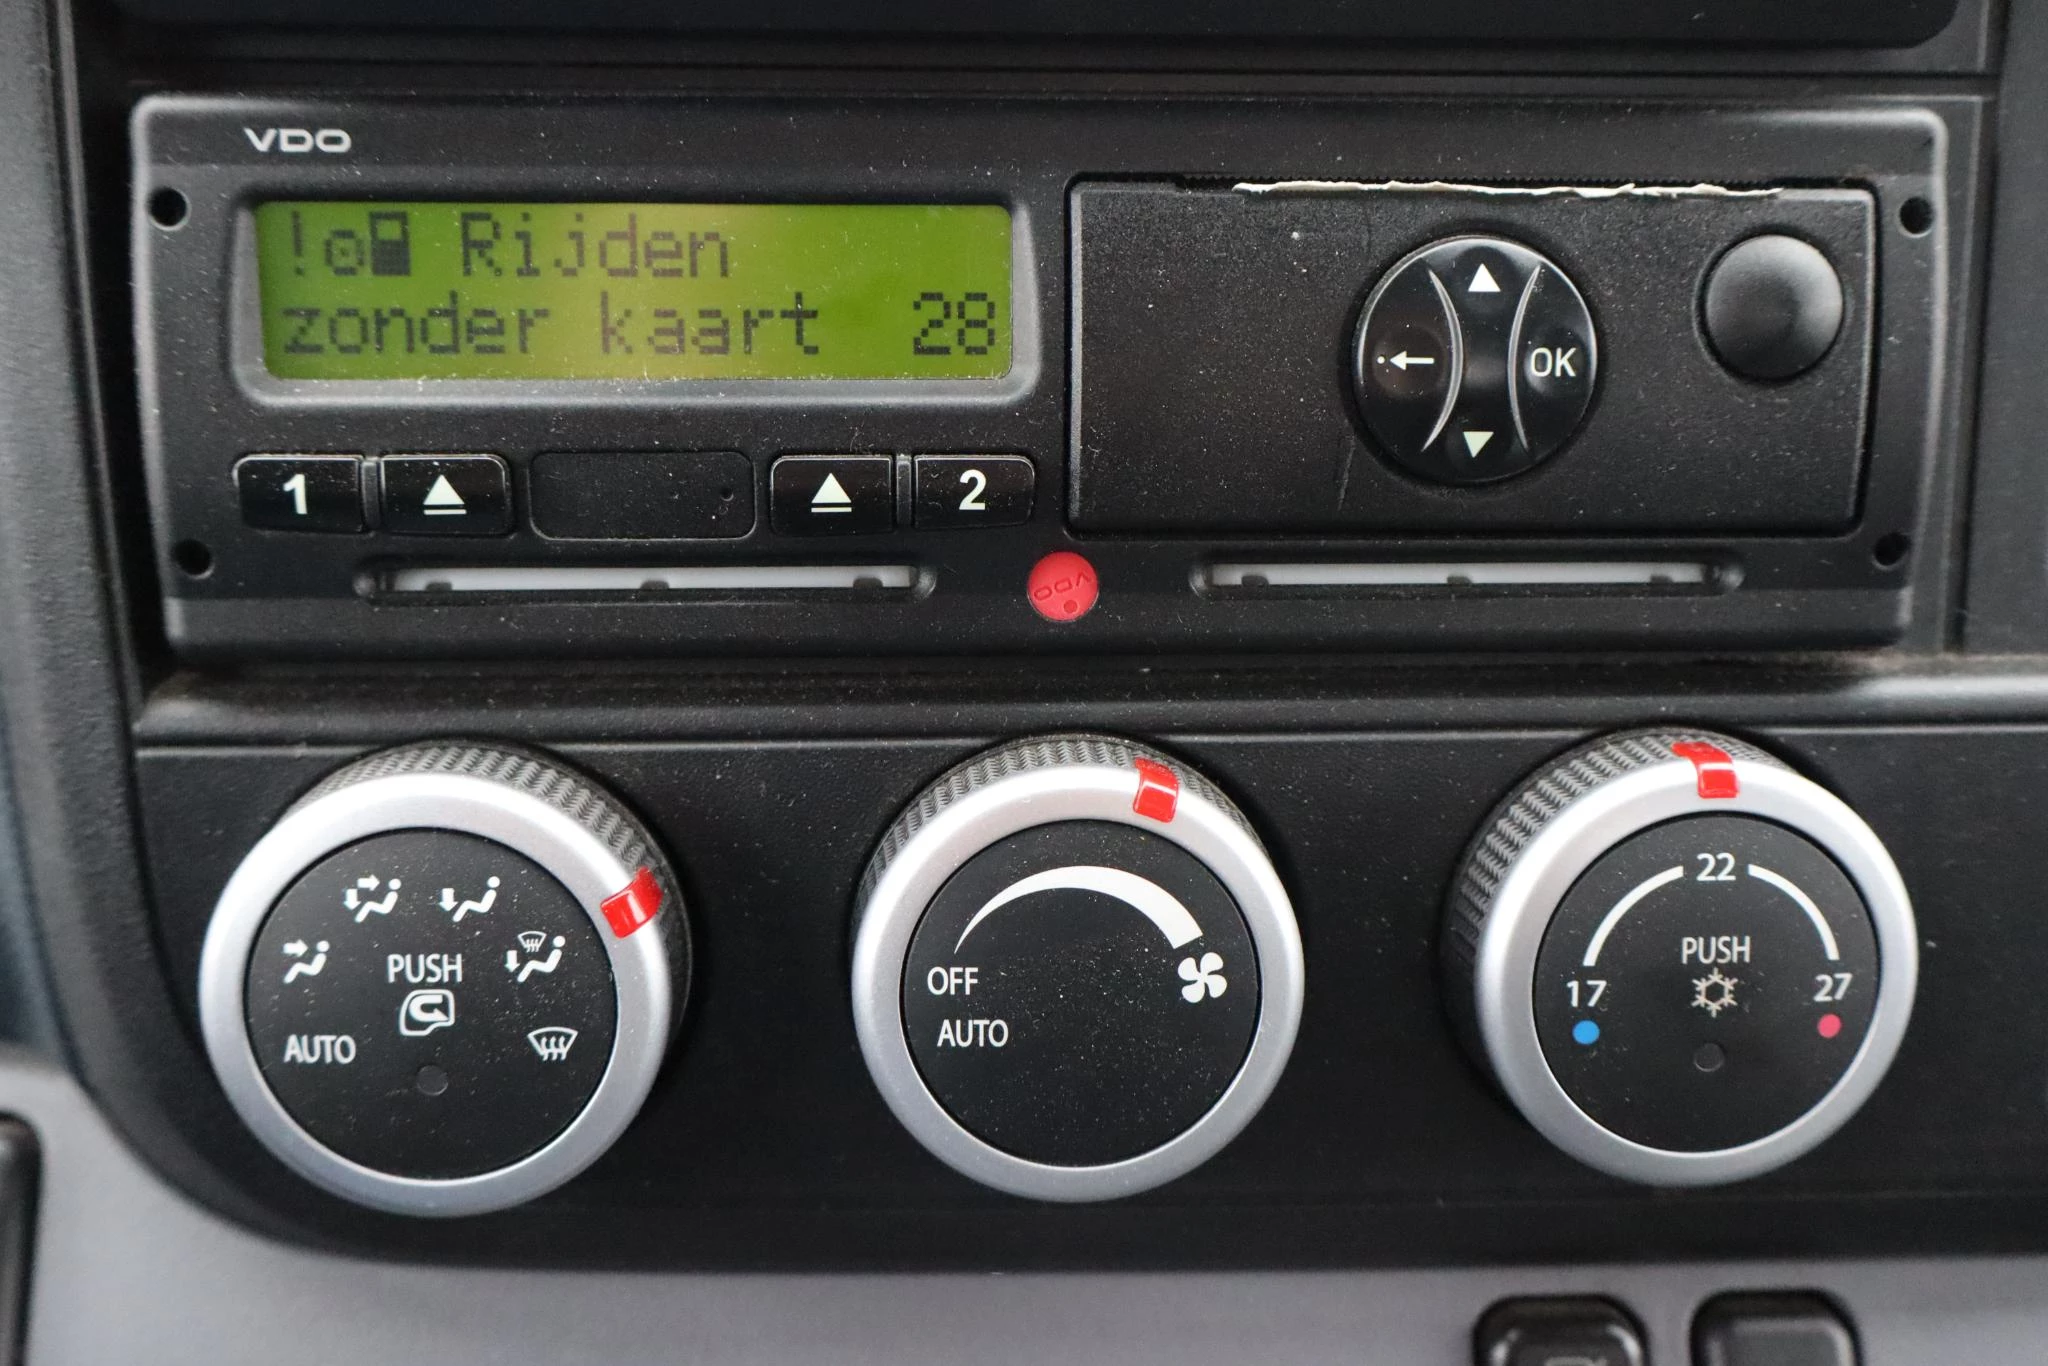 VDO
! Rijden
zonder kaart 28
1
2
OK
VDO
PUSH
AUTO
OFF
AUTO
22
PUSH
17
27